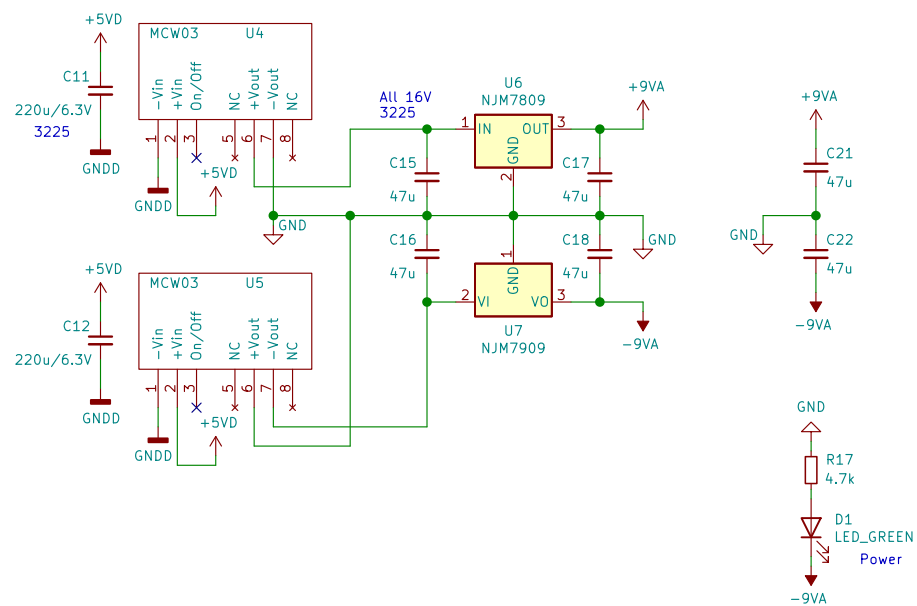 +5VD
C11
220u/6.3V
3225
GNDD
MCW03
U4
-Vin
+Vin
On/Off
NC
+Vout
-Vout
NC
1
2
3
5
6
7
8
GNDD
+5VD
GND
All 16V
3225
U6
NJM7809
1
IN
OUT
3
GND
2
+9VA
C15
47u
C17
47u
C16
47u
C18
47u
GND
1
GND
2
VI
VO
3
U7
NJM7909
-9VA
+9VA
C21
47u
GND
C22
47u
-9VA
+5VD
C12
220u/6.3V
GNDD
MCW03
U5
-Vin
+Vin
On/Off
NC
+Vout
-Vout
NC
1
2
3
5
6
7
8
GNDD
+5VD
GND
R17
4.7k
D1
LED_GREEN
Power
-9VA